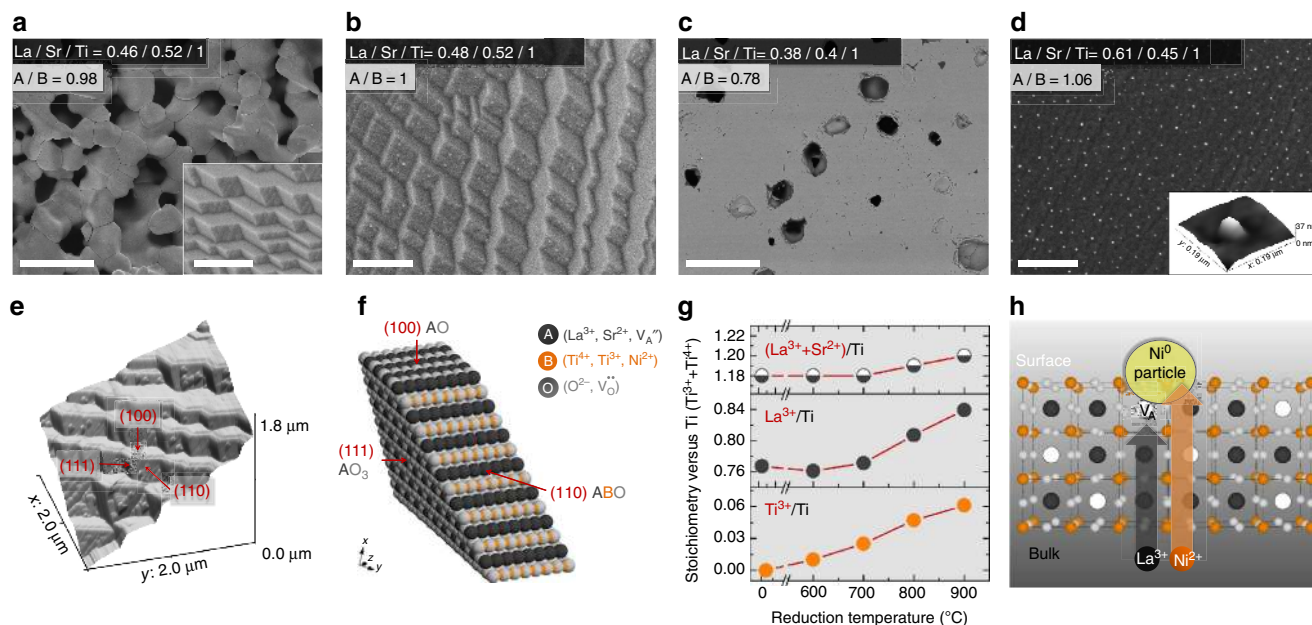 a
La / Sr / Ti = 0.46 / 0.52 / 1
A / B = 0.98
b
La / Sr / Ti= 0.48 / 0.52 / 1
A / B = 1
c
La / Sr / Ti= 0.38 / 0.4 / 1
A / B = 0.78
d
La / Sr / Ti= 0.61 / 0.45 / 1
A / B = 1.06
37 nm
0 nm
y: 0.19 µm
x: 0.19 µm
e
(100)
(111)
(110)
1.8 µm
0.0 µm
x: 2.0 µm
y: 2.0 µm
f
(100) AO
(111)
AO₃
(110) ABO
A (La³⁺, Sr²⁺, V_A″)
B (Ti⁴⁺, Ti³⁺, Ni²⁺)
O (O²⁻, V_O^••)
x
z
y
g
Stoichiometry versus Ti (Ti³⁺+Ti⁴⁺)
1.22
1.20
1.18
(La³⁺+Sr²⁺)/Ti
0.84
0.80
0.76
La³⁺/Ti
0.06
0.03
0.00
Ti³⁺/Ti
0 600 700 800 900
Reduction temperature (°C)
h
Surface
Ni⁰
particle
V_A
Bulk
La³⁺
Ni²⁺